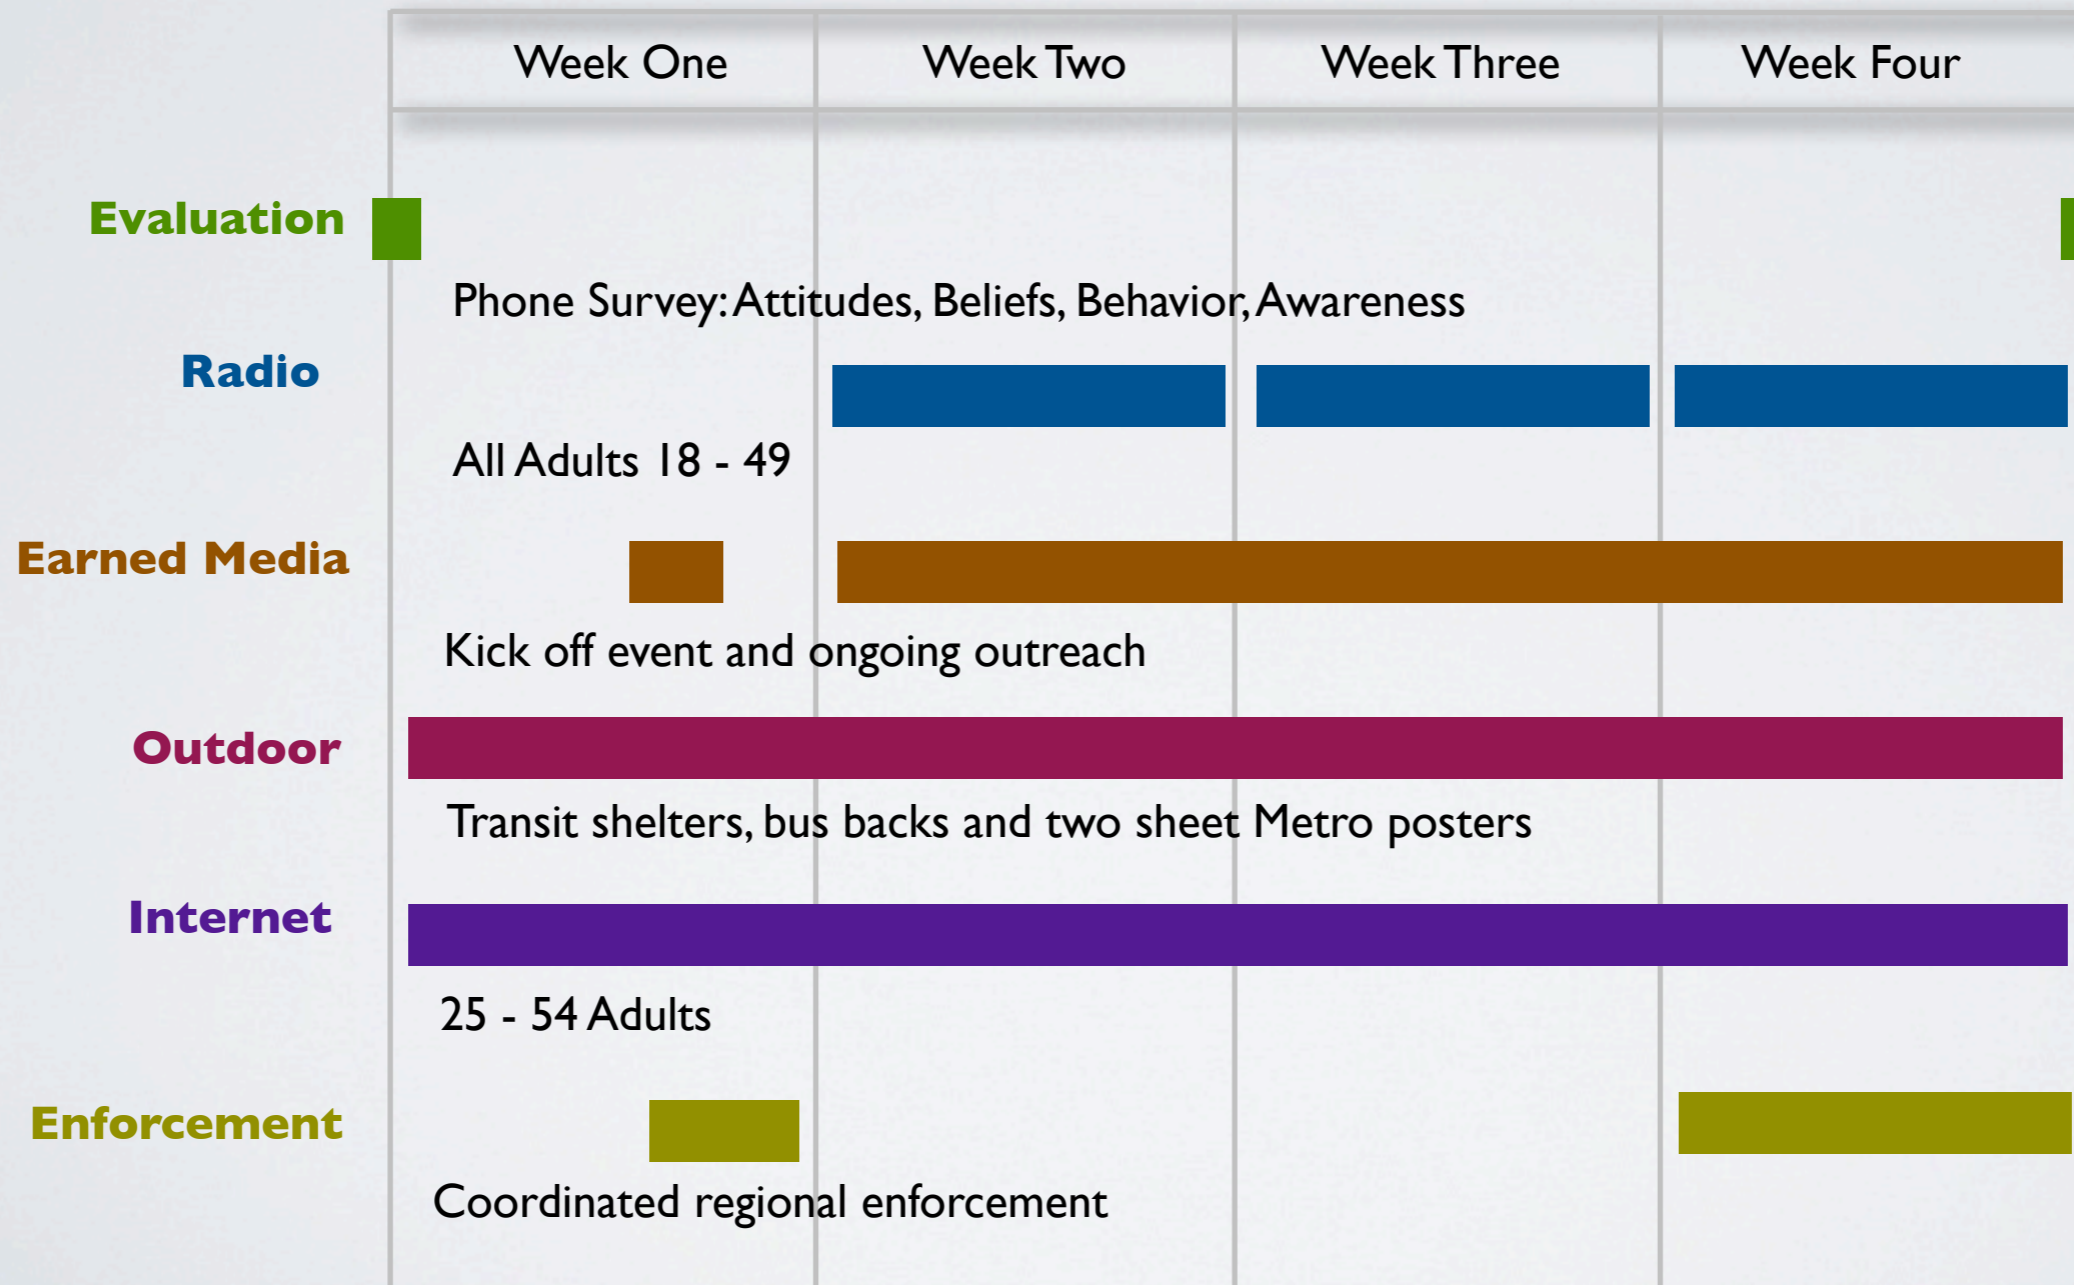 Week One Week Two Week Three Week Four
Evaluation
Phone Survey: Attitudes, Beliefs, Behavior, Awareness
Radio
All Adults 18 - 49
Earned Media
Kick off event and ongoing outreach
Outdoor
Transit shelters, bus backs and two sheet Metro posters
Internet
25 - 54 Adults
Enforcement
Coordinated regional enforcement